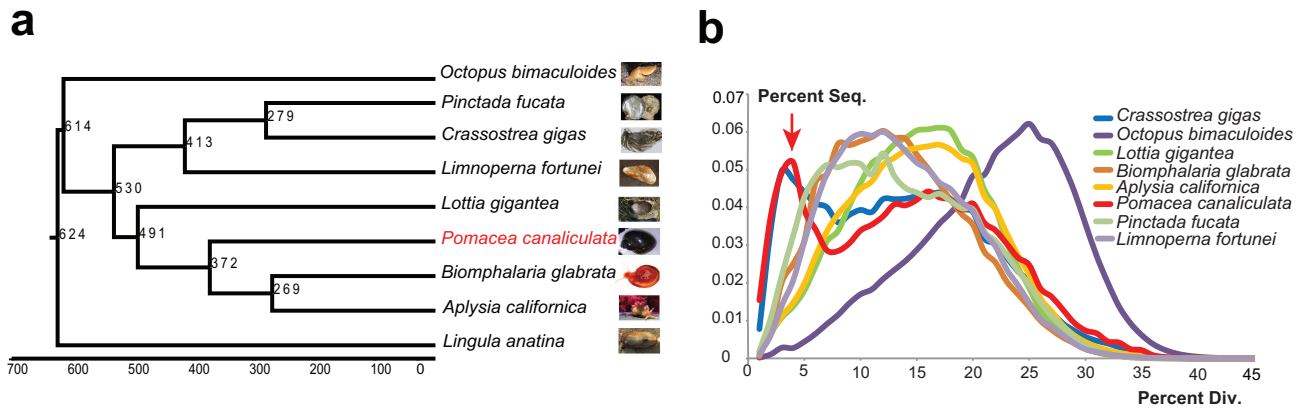 a
Octopus bimaculoides
Pinctada fucata
Crassostrea gigas
Limnoperna fortunei
Lottia gigantea
Pomacea canaliculata
Biomphalaria glabrata
Aplysia californica
Lingula anatina
614
279
413
530
624
491
372
269
700 600 500 400 300 200 100 0
b
Percent Seq.
0.07
0.06
0.05
0.04
0.03
0.02
0.01
0
0 5 10 15 20 25 30 35 40 45
Percent Div.
Crassostrea gigas
Octopus bimaculoides
Lottia gigantea
Biomphalaria glabrata
Aplysia californica
Pomacea canaliculata
Pinctada fucata
Limnoperna fortunei